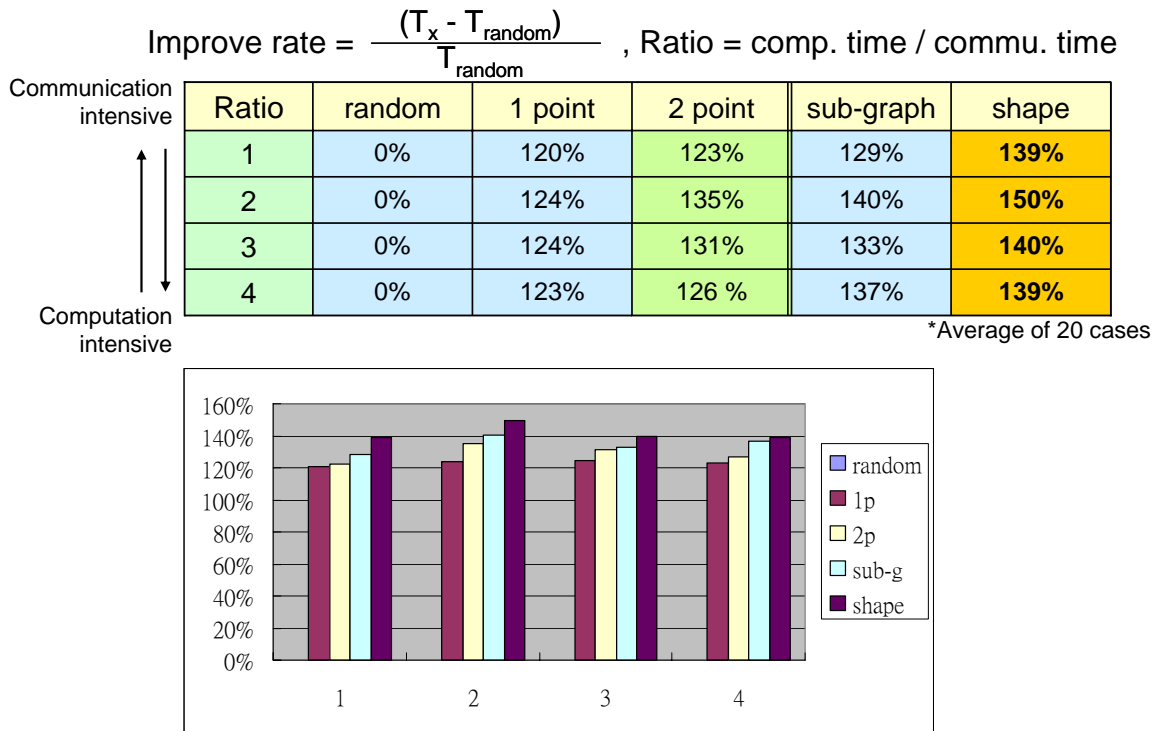 Improve rate = (Tx - Trandom) / Trandom , Ratio = comp. time / commu. time
Communication intensive
Ratio random 1 point 2 point sub-graph shape
1 0% 120% 123% 129% 139%
2 0% 124% 135% 140% 150%
3 0% 124% 131% 133% 140%
4 0% 123% 126 % 137% 139%
Computation intensive
*Average of 20 cases
160%
140%
120%
100%
80%
60%
40%
20%
0%
1 2 3 4
random
1p
2p
sub-g
shape